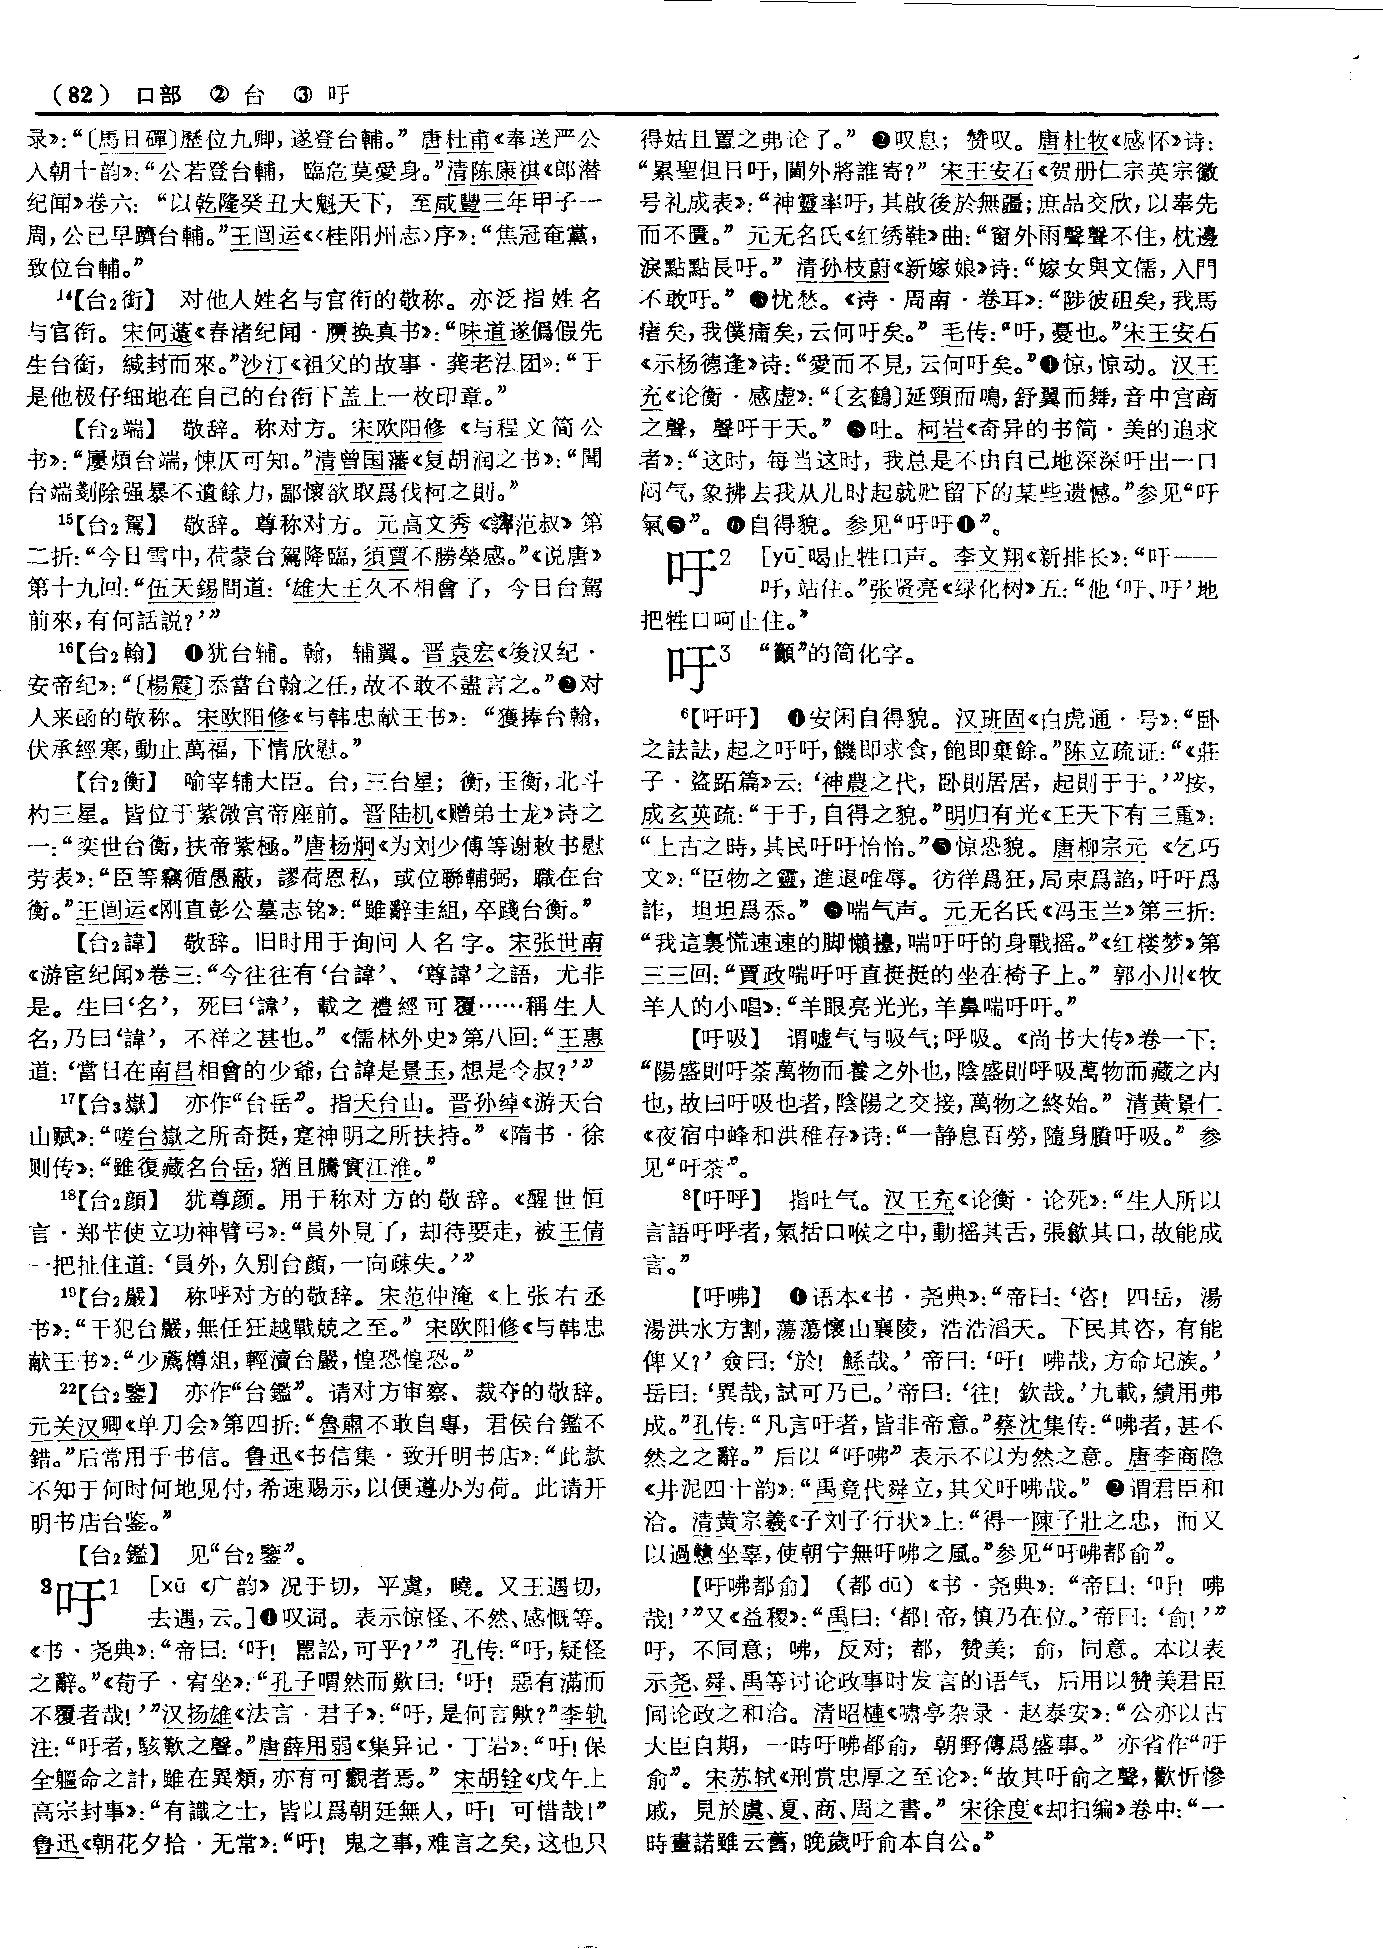 （82） 口部 ②台 ③吁
录》：“〔馬日磾〕歷位九卿，遂登台輔。” 唐杜甫《奉送严公
入朝十韵》：“公若登台輔， 臨危莫愛身。”清陈康祺《郎潜
纪闻》卷六： “以乾隆癸丑大魁天下， 至咸豐三年甲子一
周，公已早躋台輔。”王闿运《〈桂阳州志〉序》：“焦冠奄黨，
致位台輔。”
¹⁴【台₂銜】 对他人姓名与官衔的敬称。亦泛指姓名
与官衔。宋何薳《春渚纪闻·赝换真书》：“味道遂僞假先
生台銜， 緘封而來。”沙汀《祖父的故事·龚老法团》：“于
是他极仔细地在自己的台衔下盖上一枚印章。”
【台₂端】 敬辞。称对方。宋欧阳修《与程文简公
书》：“屢煩台端，悚仄可知。”清曾国藩《复胡润之书》：“聞
台端剗除强暴不遺餘力，鄙懷欲取爲伐柯之則。”
¹⁵【台₂駕】 敬辞。尊称对方。元高文秀《谇范叔》第
二折：“今日雪中，荷蒙台駕降臨，須賈不勝榮感。”《说唐》
第十九回：“伍天錫問道：‘雄大王久不相會了， 今日台駕
前來，有何話説？’”
¹⁶【台₂翰】 ❶犹台辅。翰， 辅翼。晋袁宏《後汉纪·
安帝纪》：“〔楊震〕忝當台翰之任，故不敢不盡言之。”❷对
人来函的敬称。宋欧阳修《与韩忠献王书》： “獲捧台翰，
伏承經寒，動止萬福，下情欣慰。”
【台₂衡】 喻宰辅大臣。台，三台星；衡，玉衡，北斗
杓三星。皆位于紫微宫帝座前。晋陆机《赠弟士龙》诗之
一：“奕世台衡，扶帝紫極。”唐杨炯《为刘少傅等谢敕书慰
劳表》：“臣等竊循愚蔽， 謬荷恩私， 或位聯輔弼， 職在台
衡。”王闿运《刚直彭公墓志铭》：“雖辭圭組，卒踐台衡。”
【台₂諱】 敬辞。旧时用于询问人名字。宋张世南
《游宦纪闻》卷三：“今往往有‘台諱’、‘尊諱’之語， 尤非
是。生曰‘名’， 死曰‘諱’， 載之禮經可覆……稱生人
名，乃曰‘諱’， 不祥之甚也。” 《儒林外史》第八回：“王惠
道：‘當日在南昌相會的少爺，台諱是景玉，想是令叔？’”
¹⁷【台₃嶽】 亦作“台岳”。指天台山。晋孙绰《游天台
山赋》：“嗟台嶽之所奇挺，寔神明之所扶持。” 《隋书·徐
则传》：“雖復藏名台岳，猶且騰實江淮。”
¹⁸【台₂顔】 犹尊颜。用于称对方的敬辞。《醒世恒
言·郑节使立功神臂弓》：“員外見了，却待要走，被王倩
一把扯住道：‘員外，久别台顔，一向疎失。’”
¹⁹【台₂嚴】 称呼对方的敬辞。宋范仲淹《上张右丞
书》：“干犯台嚴，無任狂越戰兢之至。” 宋欧阳修《与韩忠
献王书》：“少薦樽俎，輕瀆台嚴，惶恐惶恐。”
²²【台₂鑒】 亦作“台鑑”。请对方审察、裁夺的敬辞。
元关汉卿《单刀会》第四折：“魯肅不敢自專， 君侯台鑑不
錯。”后常用于书信。鲁迅《书信集·致开明书店》：“此款
不知于何时何地见付，希速赐示，以便遵办为荷。此请开
明书店台鉴。”
【台₂鑑】 见“台₂鑒”。
3吁1 ［xū 《广韵》况于切，平虞，曉。又王遇切，
去遇，云。］❶叹词。表示惊怪、不然、感慨等。
《书·尧典》：“帝曰：‘吁！嚚訟，可乎？’” 孔传：“吁，疑怪
之辭。”《荀子·宥坐》：“孔子喟然而歎曰：‘吁！惡有滿而
不覆者哉！’”汉扬雄《法言·君子》：“吁，是何言歟？”李轨
注：“吁者，駭歎之聲。”唐薛用弱《集异记·丁岩》：“吁！保
全軀命之計，雖在異類，亦有可觀者焉。” 宋胡铨《戊午上
高宗封事》：“有識之士， 皆以爲朝廷無人， 吁！可惜哉！”
鲁迅《朝花夕拾·无常》：“吁！鬼之事，难言之矣，这也只
得姑且置之弗论了。” ❷叹息；赞叹。唐杜牧《感怀》诗：
“累聖但日吁，閫外將誰寄？” 宋王安石《贺册仁宗英宗徽
号礼成表》：“神靈率吁，其啟後於無疆；庶品交欣，以奉先
而不匱。” 元无名氏《红绣鞋》曲：“窗外雨聲聲不住，枕邊
淚點點長吁。” 清孙枝蔚《新嫁娘》诗：“嫁女與文儒，入門
不敢吁。” ❸忧愁。《诗·周南·卷耳》：“陟彼砠矣，我馬
瘏矣，我僕痡矣，云何吁矣。” 毛传：“吁，憂也。”宋王安石
《示杨德逢》诗：“愛而不見，云何吁矣。”❹惊，惊动。汉王
充《论衡·感虚》：“〔玄鶴〕延頸而鳴，舒翼而舞，音中宫商
之聲， 聲吁于天。” ❺吐。柯岩《奇异的书简·美的追求
者》：“这时，每当这时，我总是不由自己地深深吁出一口
闷气，象拂去我从儿时起就贮留下的某些遗憾。”参见“吁
氣❺”。❻自得貌。参见“吁吁❶”。
吁2 ［yū］喝止牲口声。李文翔《新排长》：“吁——
吁，站住。”张贤亮《绿化树》五：“他‘吁、吁’地
把牲口呵止住。”
吁3 “籲”的简化字。
⁶【吁吁】 ❶安闲自得貌。汉班固《白虎通·号》：“卧
之詓詓，起之吁吁，饑即求食，飽即棄餘。”陈立疏证：“《莊
子·盗跖篇》云：‘神農之代，卧則居居，起則于于。’”按，
成玄英疏：“于于，自得之貌。”明归有光《王天下有三重》：
“上古之時，其民吁吁怡怡。”❷惊恐貌。唐柳宗元《乞巧
文》：“臣物之靈，進退唯辱。彷徉爲狂，局束爲諂，吁吁爲
詐， 坦坦爲忝。” ❸喘气声。元无名氏《冯玉兰》第三折：
“我這裏慌速速的脚懶擡，喘吁吁的身戰摇。”《红楼梦》第
三三回：“賈政喘吁吁直挺挺的坐在椅子上。” 郭小川《牧
羊人的小唱》：“羊眼亮光光，羊鼻喘吁吁。”
【吁吸】 谓嘘气与吸气；呼吸。《尚书大传》卷一下：
“陽盛則吁荼萬物而養之外也，陰盛則呼吸萬物而藏之内
也，故曰吁吸也者，陰陽之交接，萬物之終始。” 清黄景仁
《夜宿中峰和洪稚存》诗：“一静息百勞，隨身賸吁吸。” 参
见“吁荼”。
⁸【吁呼】 指吐气。汉王充《论衡·论死》：“生人所以
言語吁呼者，氣括口喉之中，動摇其舌，張歙其口，故能成
言。”
【吁咈】 ❶语本《书·尧典》：“帝曰：‘咨！四岳， 湯
湯洪水方割，蕩蕩懷山襄陵， 浩浩滔天。下民其咨， 有能
俾乂？’ 僉曰：‘於！鯀哉。’ 帝曰：‘吁！咈哉，方命圮族。’
岳曰：‘异哉，試可乃已。’帝曰：‘往！欽哉。’九載，績用弗
成。”孔传：“凡言吁者，皆非帝意。”蔡沈集传：“咈者，甚不
然之之辭。” 后以“吁咈”表示不以为然之意。唐李商隐
《井泥四十韵》：“禹竟代舜立，其父吁咈哉。” ❷谓君臣和
洽。清黄宗羲《子刘子行状》上：“得一陳子壯之忠， 而又
以過戇坐辜，使朝宁無吁咈之風。”参见“吁咈都俞”。
【吁咈都俞】（都dū）《书·尧典》： “帝曰：‘吁！咈
哉！’”又《益稷》：“禹曰：‘都！帝，慎乃在位。’帝曰：‘俞！’”
吁，不同意；咈，反对；都，赞美；俞，同意。本以表
示尧、舜、禹等讨论政事时发言的语气， 后用以赞美君臣
间论政之和洽。清昭槤《啸亭杂录·赵泰安》：“公亦以古
大臣自期， 一時吁咈都俞， 朝野傳爲盛事。” 亦省作“吁
俞”。宋苏轼《刑赏忠厚之至论》：“故其吁俞之聲，歡忻慘
戚， 見於虞、夏、商、周之書。” 宋徐度《却扫编》卷中：“一
時畫諾雖云舊，晚歲吁俞本自公。”